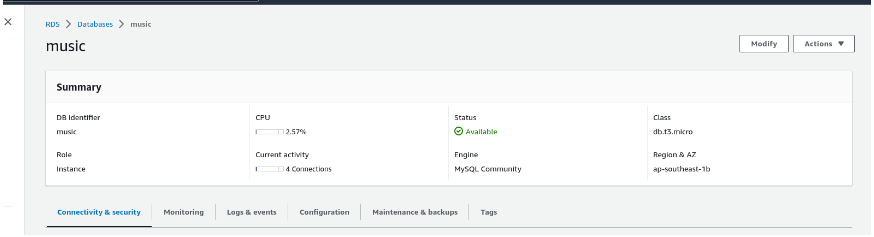 RDS > Databases > music
music
Modify
Actions ▼
Summary
DB identifier
music
CPU
2.57%
Status
Available
Class
db.t3.micro
Role
Instance
Current activity
4 Connections
Engine
MySQL Community
Region & AZ
ap-southeast-1b
Connectivity & security
Monitoring
Logs & events
Configuration
Maintenance & backups
Tags